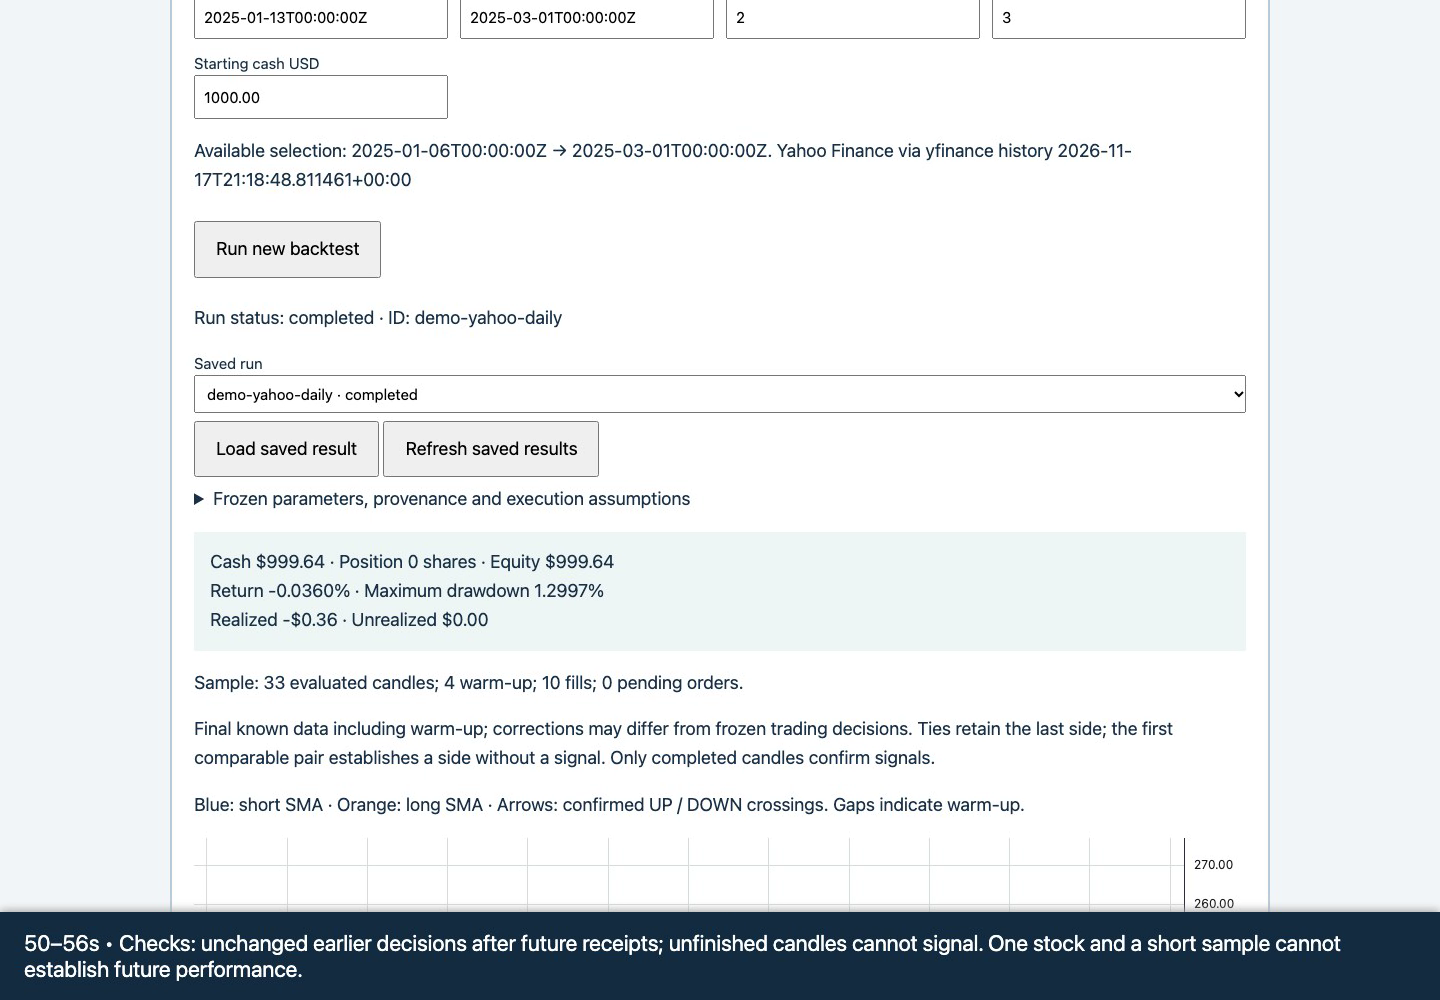 2025-01-13T00:00:00Z 2025-03-01T00:00:00Z 2 3
Starting cash USD
1000.00
Available selection: 2025-01-06T00:00:00Z → 2025-03-01T00:00:00Z. Yahoo Finance via yfinance history 2026-11-
17T21:18:48.811461+00:00
Run new backtest
Run status: completed · ID: demo-yahoo-daily
Saved run
demo-yahoo-daily · completed
Load saved result Refresh saved results
Frozen parameters, provenance and execution assumptions
Cash $999.64 · Position 0 shares · Equity $999.64
Return -0.0360% · Maximum drawdown 1.2997%
Realized -$0.36 · Unrealized $0.00
Sample: 33 evaluated candles; 4 warm-up; 10 fills; 0 pending orders.
Final known data including warm-up; corrections may differ from frozen trading decisions. Ties retain the last side; the first
comparable pair establishes a side without a signal. Only completed candles confirm signals.
Blue: short SMA · Orange: long SMA · Arrows: confirmed UP / DOWN crossings. Gaps indicate warm-up.
270.00
260.00
50–56s • Checks: unchanged earlier decisions after future receipts; unfinished candles cannot signal. One stock and a short sample cannot
establish future performance.